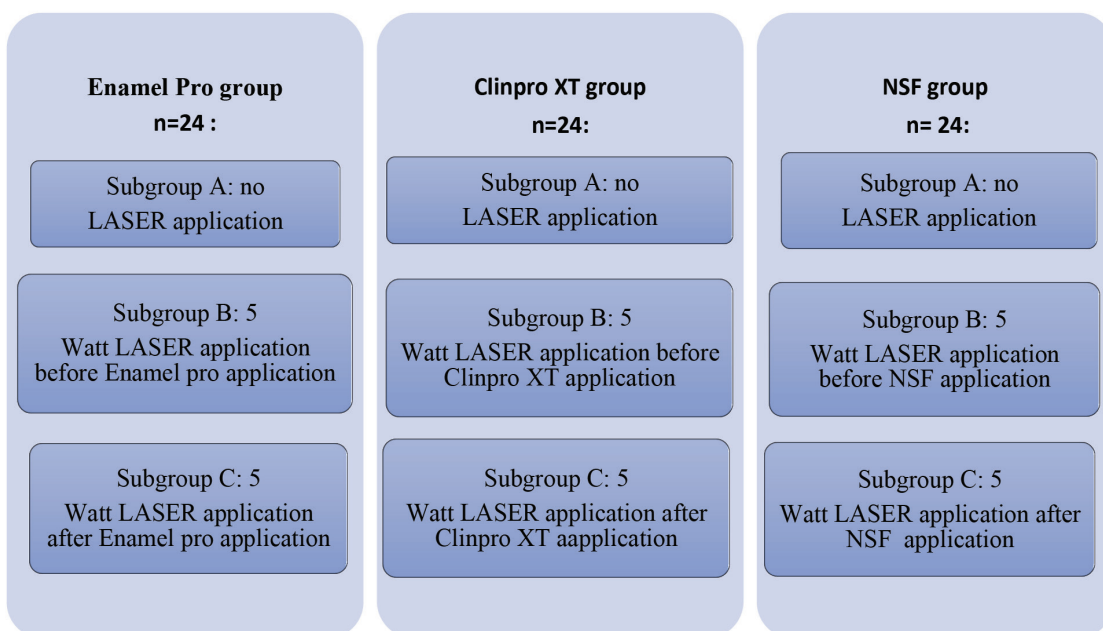 Enamel Pro group
n=24 :
Subgroup A: no
LASER application
Subgroup B: 5
Watt LASER application
before Enamel pro application
Subgroup C: 5
Watt LASER application
after Enamel pro application
Clinpro XT group
n=24:
Subgroup A: no
LASER application
Subgroup B: 5
Watt LASER application before
Clinpro XT application
Subgroup C: 5
Watt LASER application after
Clinpro XT aapplication
NSF group
n= 24:
Subgroup A: no
LASER application
Subgroup B: 5
Watt LASER application
before NSF application
Subgroup C: 5
Watt LASER application after
NSF application